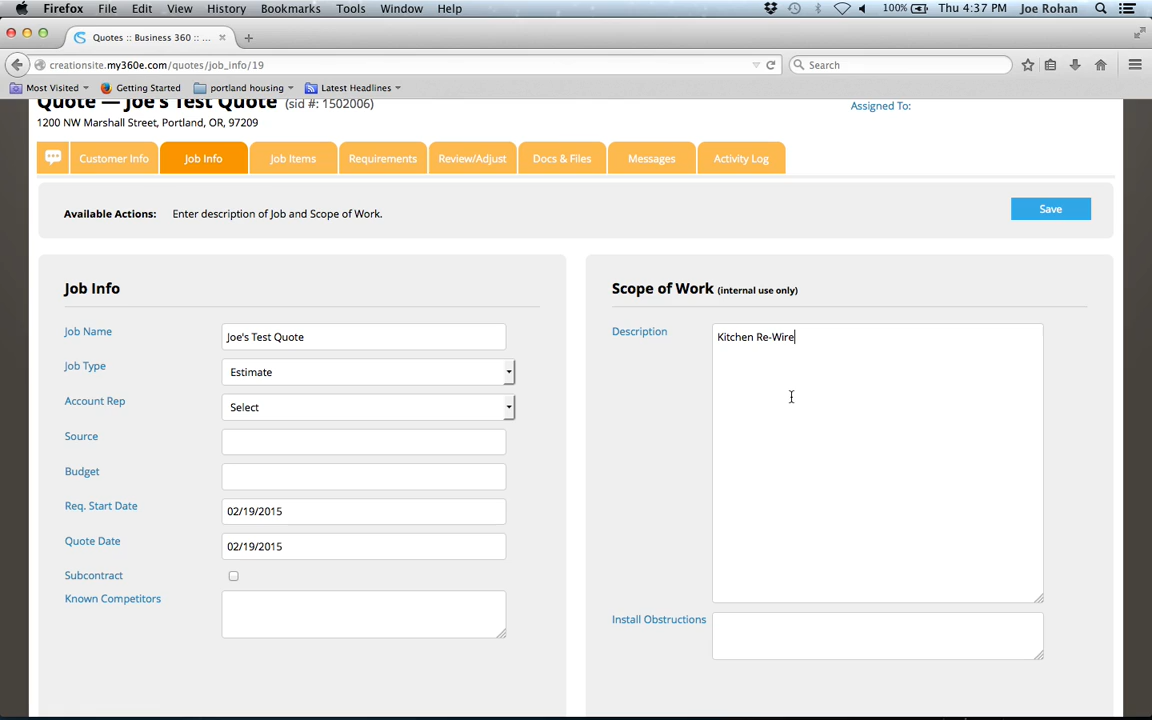 Firefox File Edit View History Bookmarks Tools Window Help 100% Thu 4:37 PM Joe Rohan
Quotes :: Business 360 :: ...
creationsite.my360e.com/quotes/job_info/19 Search
Most Visited Getting Started portland housing Latest Headlines
Quote — Joe's Test Quote (sid #: 1502006) Assigned To:
1200 NW Marshall Street, Portland, OR, 97209
Customer Info Job Info Job Items Requirements Review/Adjust Docs & Files Messages Activity Log
Available Actions: Enter description of Job and Scope of Work. Save
Job Info
Job Name Joe's Test Quote
Job Type Estimate
Account Rep Select
Source
Budget
Req. Start Date 02/19/2015
Quote Date 02/19/2015
Subcontract
Known Competitors
Scope of Work (internal use only)
Description Kitchen Re-Wire
Install Obstructions